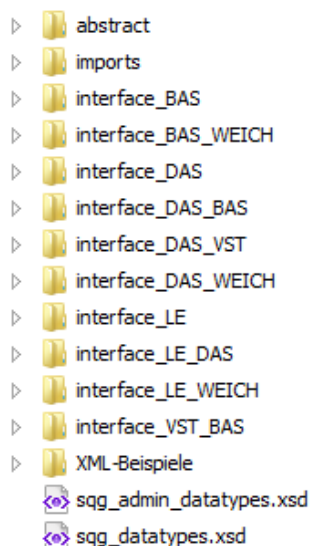 abstract
imports
interface_BAS
interface_BAS_WEICH
interface_DAS
interface_DAS_BAS
interface_DAS_VST
interface_DAS_WEICH
interface_LE
interface_LE_DAS
interface_LE_WEICH
interface_VST_BAS
XML-Beispiele
sqg_admin_datatypes.xsd
sqg_datatypes.xsd